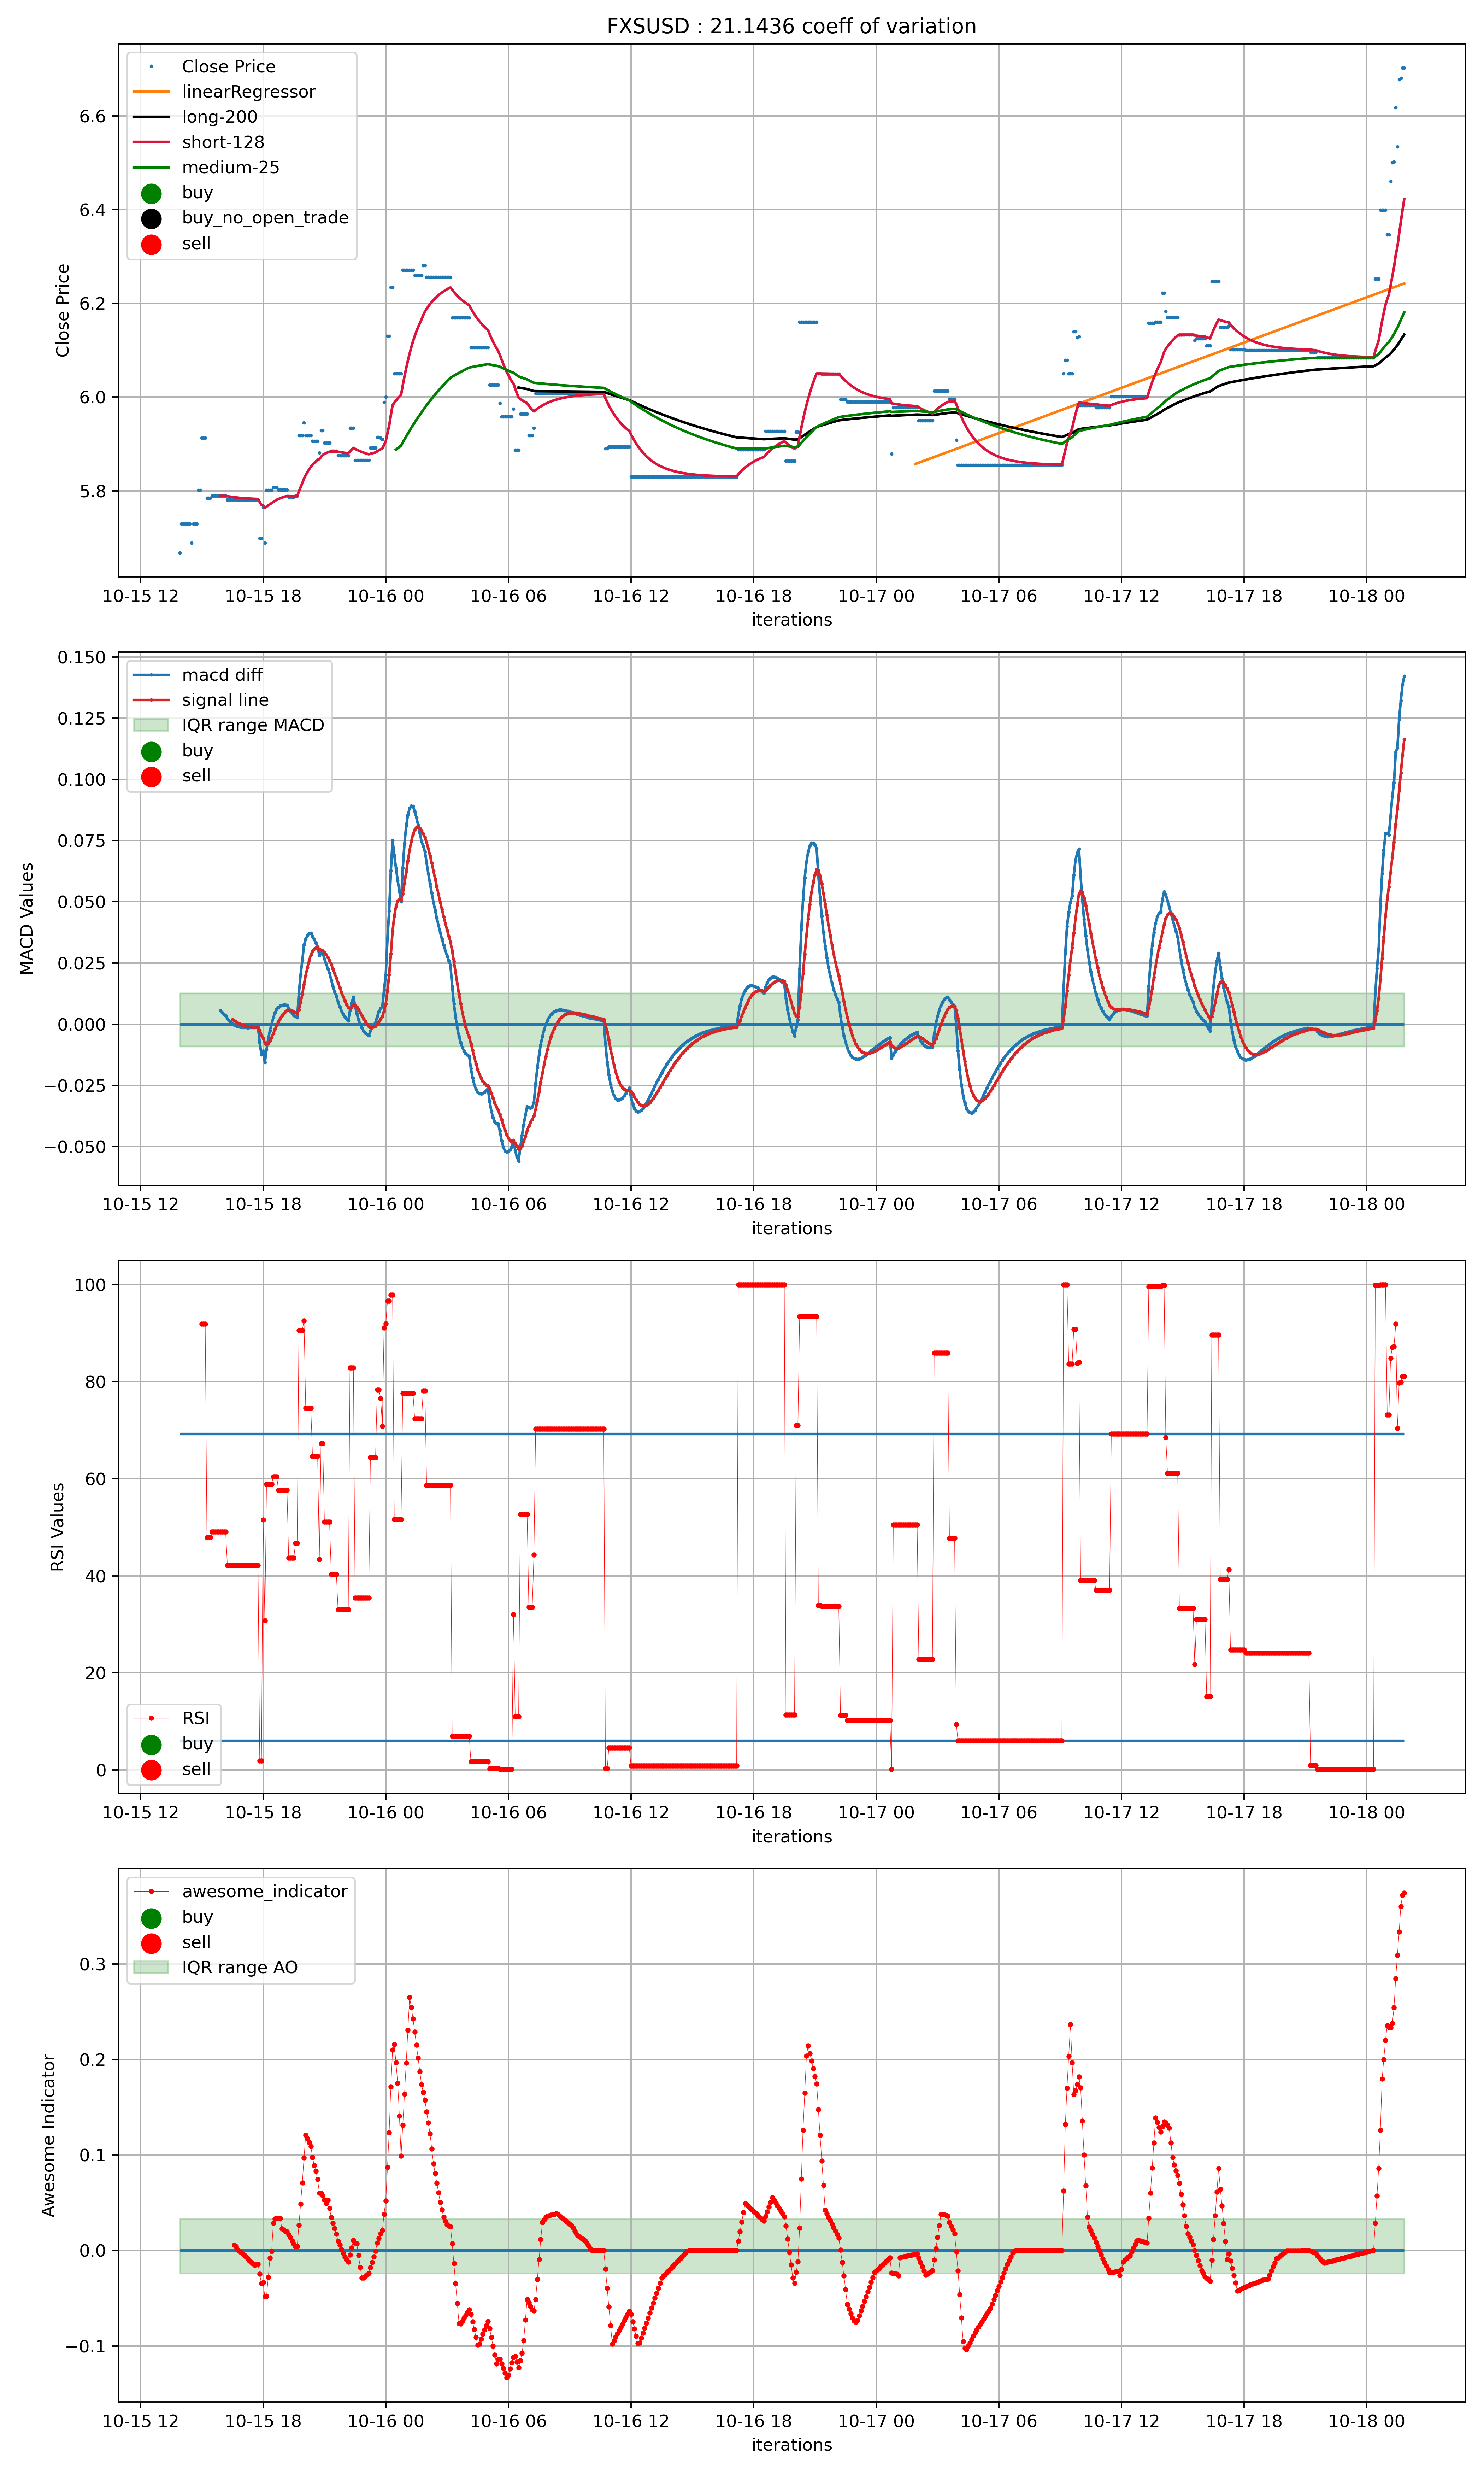 FXSUSD : 21.1436 coeff of variation
Close Price
linearRegressor
long-200
short-128
medium-25
buy
buy_no_open_trade
sell
Close Price
6.6
6.4
6.2
6.0
5.8
10-15 12 10-15 18 10-16 00 10-16 06 10-16 12 10-16 18 10-17 00 10-17 06 10-17 12 10-17 18 10-18 00
iterations
macd diff
signal line
IQR range MACD
buy
sell
MACD Values
0.150
0.125
0.100
0.075
0.050
0.025
0.000
−0.025
−0.050
10-15 12 10-15 18 10-16 00 10-16 06 10-16 12 10-16 18 10-17 00 10-17 06 10-17 12 10-17 18 10-18 00
iterations
RSI Values
100
80
60
40
20
0
RSI
buy
sell
10-15 12 10-15 18 10-16 00 10-16 06 10-16 12 10-16 18 10-17 00 10-17 06 10-17 12 10-17 18 10-18 00
iterations
awesome_indicator
buy
sell
IQR range AO
Awesome Indicator
0.3
0.2
0.1
0.0
−0.1
10-15 12 10-15 18 10-16 00 10-16 06 10-16 12 10-16 18 10-17 00 10-17 06 10-17 12 10-17 18 10-18 00
iterations